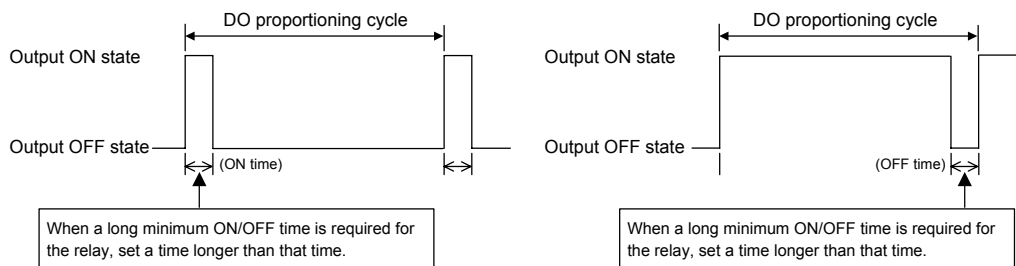 DO proportioning cycle
Output ON state
Output OFF state
(ON time)
When a long minimum ON/OFF time is required for
the relay, set a time longer than that time.
DO proportioning cycle
Output ON state
Output OFF state
(OFF time)
When a long minimum ON/OFF time is required for
the relay, set a time longer than that time.